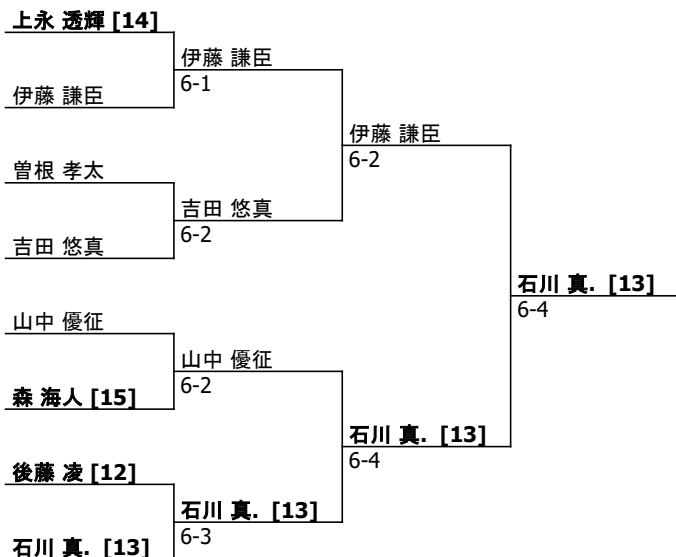 上永 透輝 [14]
伊藤 謙臣
6-1
伊藤 謙臣
伊藤 謙臣
6-2
曽根 孝太
吉田 悠真
6-2
吉田 悠真
石川 真. [13]
6-4
山中 優征
山中 優征
6-2
森 海人 [15]
石川 真. [13]
6-4
後藤 凌 [12]
石川 真. [13]
6-3
石川 真. [13]